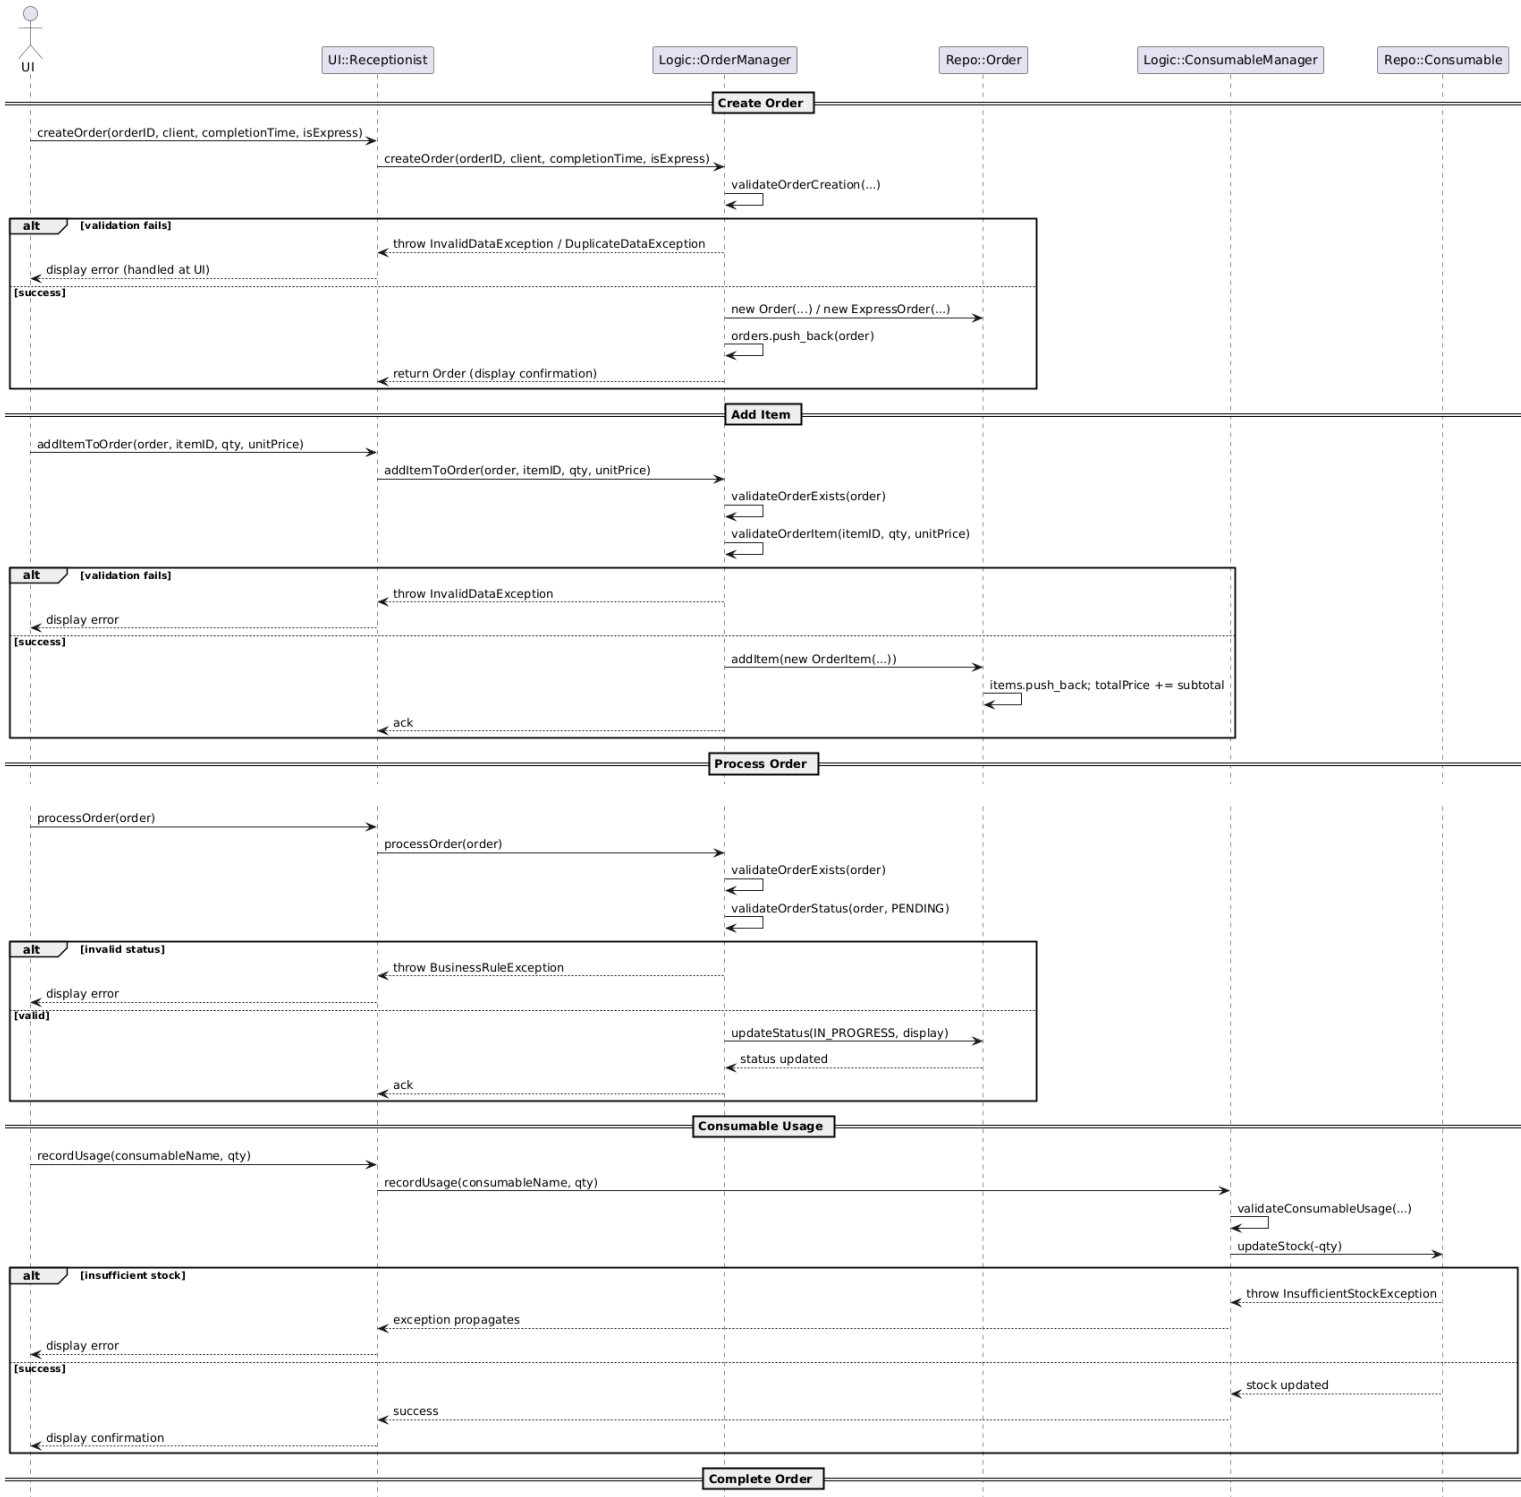 UI
UI::Receptionist
Logic::OrderManager
Repo::Order
Logic::ConsumableManager
Repo::Consumable
Create Order
createOrder(orderID, client, completionTime, isExpress)
createOrder(orderID, client, completionTime, isExpress)
validateOrderCreation(...)
alt [validation fails]
throw InvalidDataException / DuplicateDataException
display error (handled at UI)
[success]
new Order(...) / new ExpressOrder(...)
orders.push_back(order)
return Order (display confirmation)
Add Item
addItemToOrder(order, itemID, qty, unitPrice)
addItemToOrder(order, itemID, qty, unitPrice)
validateOrderExists(order)
validateOrderItem(itemID, qty, unitPrice)
alt [validation fails]
throw InvalidDataException
display error
[success]
addItem(new OrderItem(...))
items.push_back; totalPrice += subtotal
ack
Process Order
processOrder(order)
processOrder(order)
validateOrderExists(order)
validateOrderStatus(order, PENDING)
alt [invalid status]
throw BusinessRuleException
display error
[valid]
updateStatus(IN_PROGRESS, display)
status updated
ack
Consumable Usage
recordUsage(consumableName, qty)
recordUsage(consumableName, qty)
validateConsumableUsage(...)
updateStock(-qty)
alt [insufficient stock]
throw InsufficientStockException
exception propagates
display error
[success]
stock updated
success
display confirmation
Complete Order